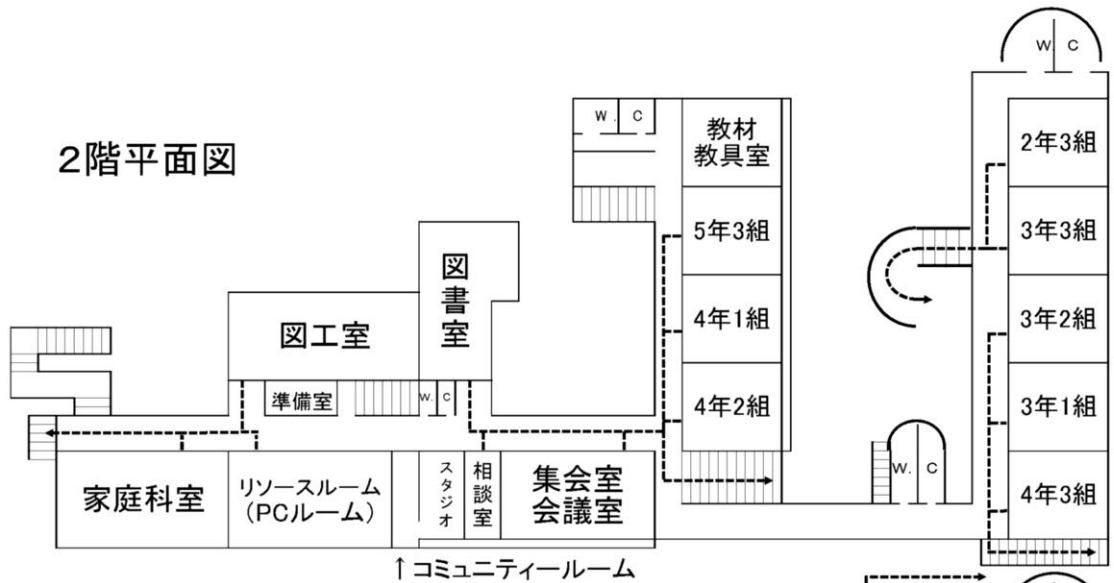 2階平面図
W. C
W. C
教材
教具室
5年3組
4年1組
4年2組
2年3組
3年3組
3年2組
3年1組
4年3組
W. C
図書室
図工室
準備室
W. C
家庭科室
リソースルーム
(PCルーム)
スタジオ
相談室
集会室
会議室
↑コミュニティールーム